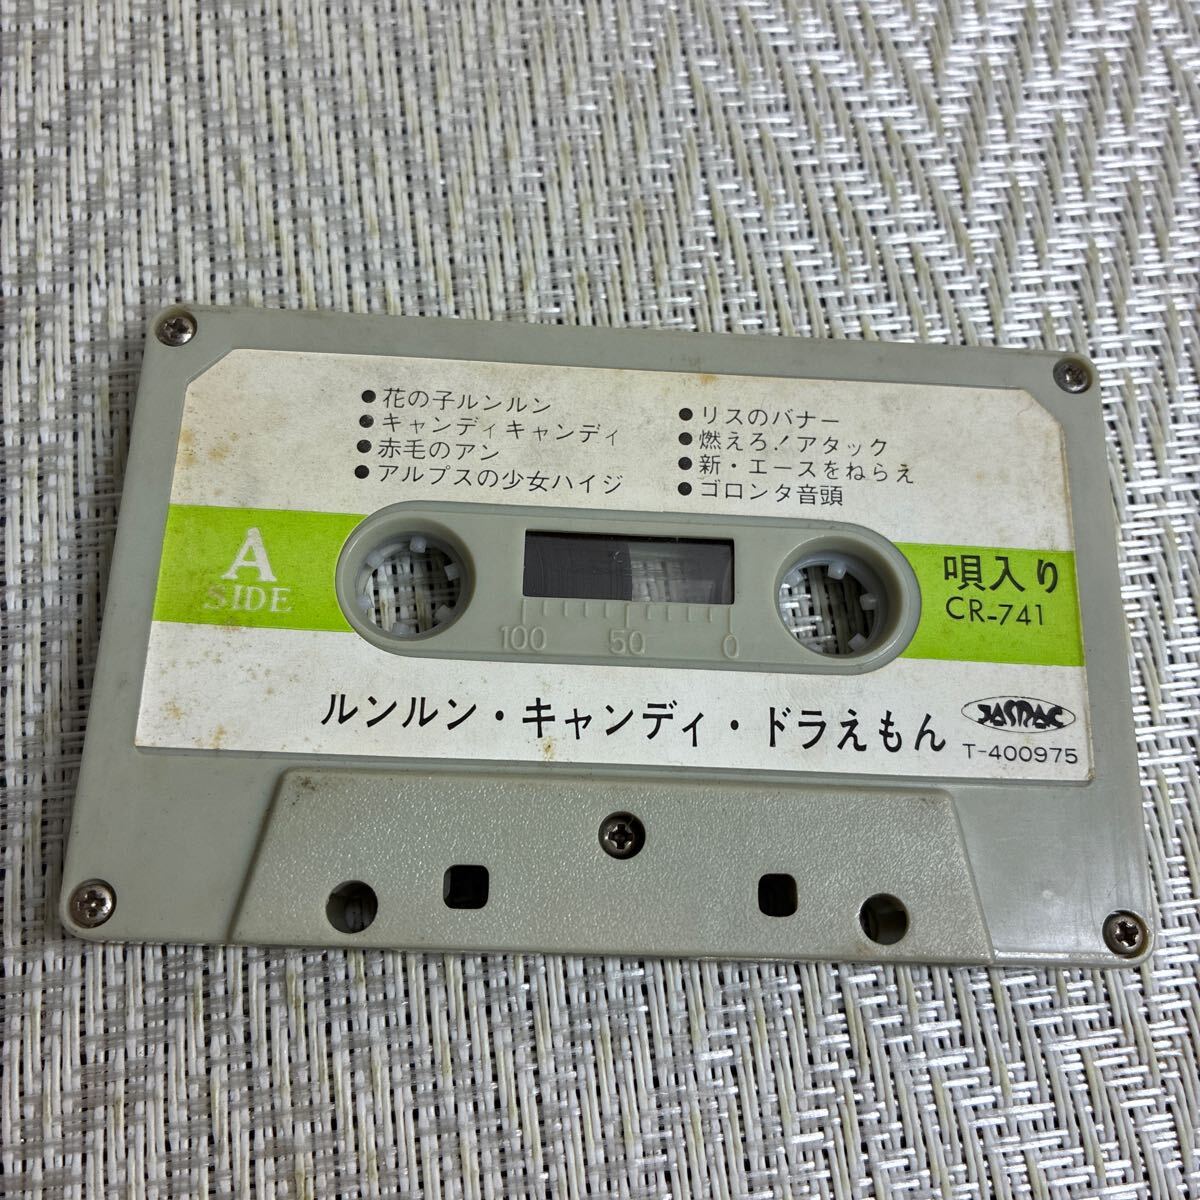 ●花の子ルンルン
●キャンディキャンディ
●赤毛のアン
●アルプスの少女ハイジ
●リスのバナー
●燃えろ！アタック
●新・エースをねらえ
●ゴロンタ音頭
A
SIDE
100 50 0
唄入り
CR-741
ルンルン・キャンディ・ドラえもん
JASRAC
T-400975